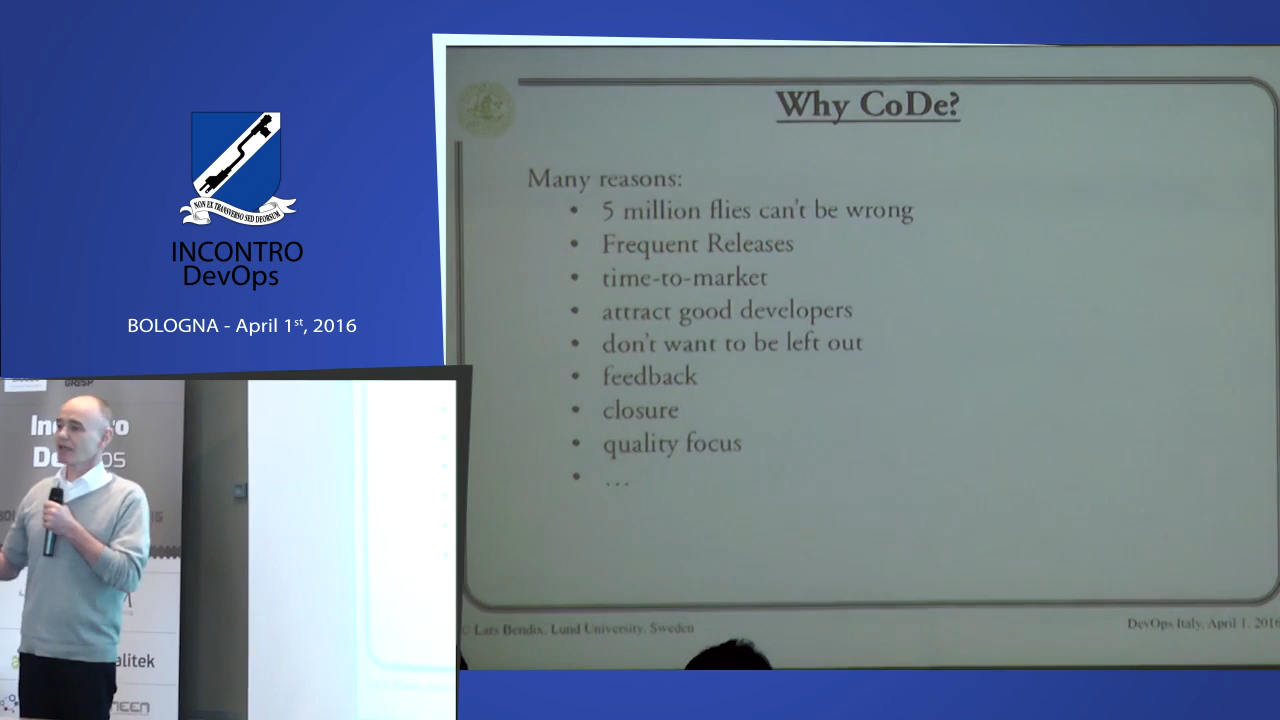 NON EX TRANSVERSO SED DEORSUM
INCONTRO
DevOps
BOLOGNA - April 1st, 2016
Why CoDe?
Many reasons:
• 5 million flies can't be wrong
• Frequent Releases
• time-to-market
• attract good developers
• don't want to be left out
• feedback
• closure
• quality focus
• ...
© Lars Bendix, Lund University, Sweden
DevOps Italy, April 1, 2016